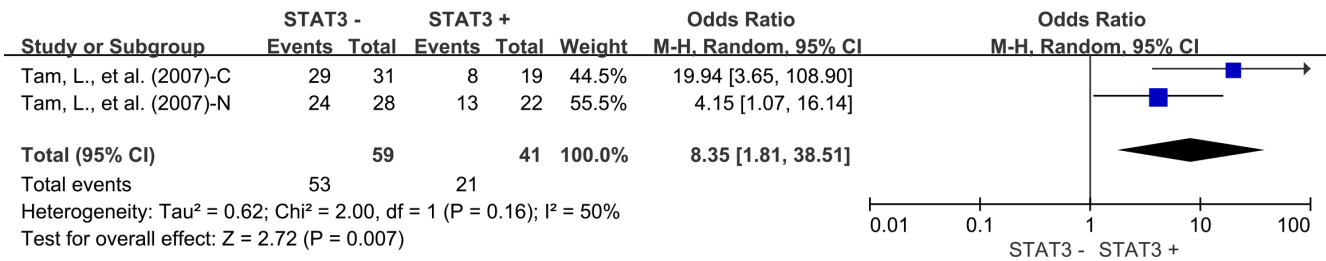 STAT3 - STAT3 + Odds Ratio Odds Ratio
Study or Subgroup Events Total Events Total Weight M-H, Random, 95% CI M-H, Random, 95% CI
Tam, L., et al. (2007)-C 29 31 8 19 44.5% 19.94 [3.65, 108.90]
Tam, L., et al. (2007)-N 24 28 13 22 55.5% 4.15 [1.07, 16.14]
Total (95% CI) 59 41 100.0% 8.35 [1.81, 38.51]
Total events 53 21
Heterogeneity: Tau² = 0.62; Chi² = 2.00, df = 1 (P = 0.16); I² = 50%
Test for overall effect: Z = 2.72 (P = 0.007)
0.01 0.1 1 10 100
STAT3 - STAT3 +